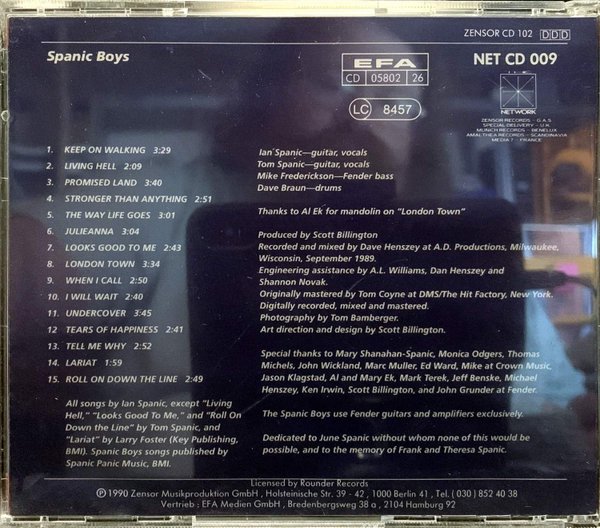 ZENSOR CD 102 DDD
Spanic Boys
EFA
CD 05802 26
LC 8457
NET CD 009
THE
NETWORK
ZENSOR RECORDS - G.A.S
SPECIAL DELIVERY - U.K.
MUNICH RECORDS - BENELUX
AMALTHEA RECORDS - SCANDINAVIA
MEDIA 7 - FRANCE
1. KEEP ON WALKING 3:29
2. LIVING HELL 2:09
3. PROMISED LAND 3:40
4. STRONGER THAN ANYTHING 2:51
5. THE WAY LIFE GOES 3:01
6. JULIEANNA 3:04
7. LOOKS GOOD TO ME 2:43
8. LONDON TOWN 3:34
9. WHEN I CALL 2:50
10. I WILL WAIT 2:40
11. UNDERCOVER 3:45
12 TEARS OF HAPPINESS 2:41
13. TELL ME WHY 2:52
14. LARIAT 1:59
15. ROLL ON DOWN THE LINE 2:49
All songs by Ian Spanic, except "Living
Hell," "Looks Good To Me," and "Roll On
Down the Line" by Tom Spanic, and
"Lariat" by Larry Foster (Key Publishing,
BMI). Spanic Boys songs published by
Spanic Panic Music, BMI.
Ian Spanic—guitar, vocals
Tom Spanic—guitar, vocals
Mike Frederickson—Fender bass
Dave Braun—drums
Thanks to Al Ek for mandolin on "London Town"
Produced by Scott Billington
Recorded and mixed by Dave Henszey at A.D. Productions, Milwaukee,
Wisconsin, September 1989.
Engineering assistance by A.L. Williams, Dan Henszey and
Shannon Novak.
Originally mastered by Tom Coyne at DMS/The Hit Factory, New York.
Digitally recorded, mixed and mastered.
Photography by Tom Bamberger.
Art direction and design by Scott Billington.
Special thanks to Mary Shanahan-Spanic, Monica Odgers, Thomas
Michels, John Wickland, Marc Muller, Ed Ward, Mike at Crown Music,
Jason Klagstad, Al and Mary Ek, Mark Terek, Jeff Benske, Michael
Henszey, Ken Irwin, Scott Billington, and John Grunder at Fender.
The Spanic Boys use Fender guitars and amplifiers exclusively.
Dedicated to June Spanic without whom none of this would be
possible, and to the memory of Frank and Theresa Spanic.
Licensed by Rounder Records
Ⓟ 1990 Zensor Musikproduktion GmbH , Holsteinische Str. 39 - 42 , 1000 Berlin 41 , Tel. ( 030 ) 852 40 38
Vertrieb : EFA Medien GmbH , Bredenbergsweg 38 a , 2104 Hamburg 92